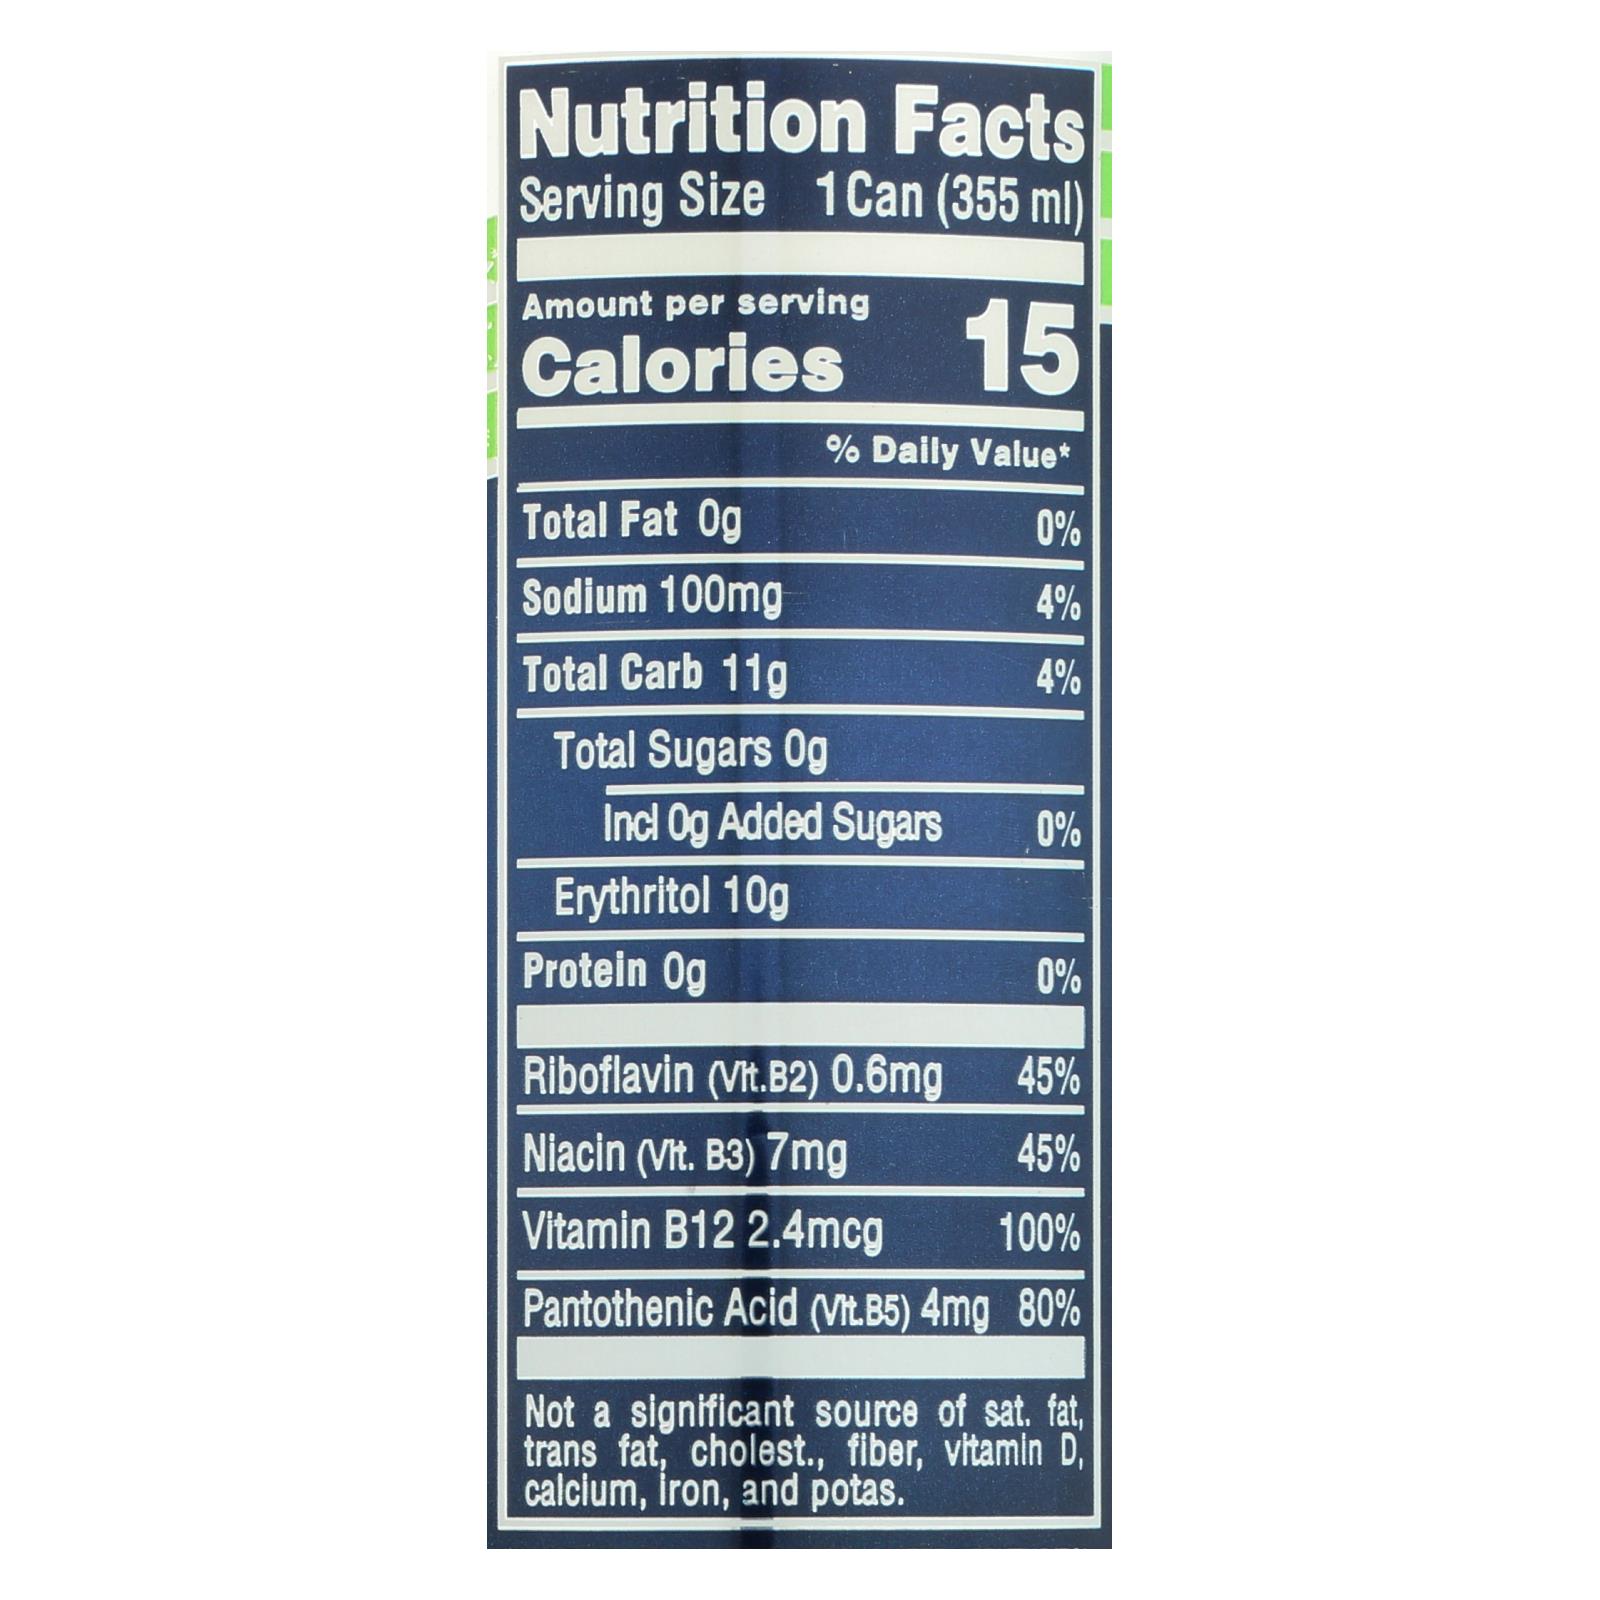 Nutrition Facts
Serving Size 1 Can (355 ml)
Amount per serving
Calories 15
% Daily Value*
Total Fat 0g 0%
Sodium 100mg 4%
Total Carb 11g 4%
Total Sugars 0g
Incl 0g Added Sugars 0%
Erythritol 10g
Protein 0g 0%
Riboflavin (Vit.B2) 0.6mg 45%
Niacin (Vit. B3) 7mg 45%
Vitamin B12 2.4mcg 100%
Pantothenic Acid (Vit.B5) 4mg 80%
Not a significant source of sat. fat,
trans fat, cholest., fiber, vitamin D,
calcium, iron, and potas.